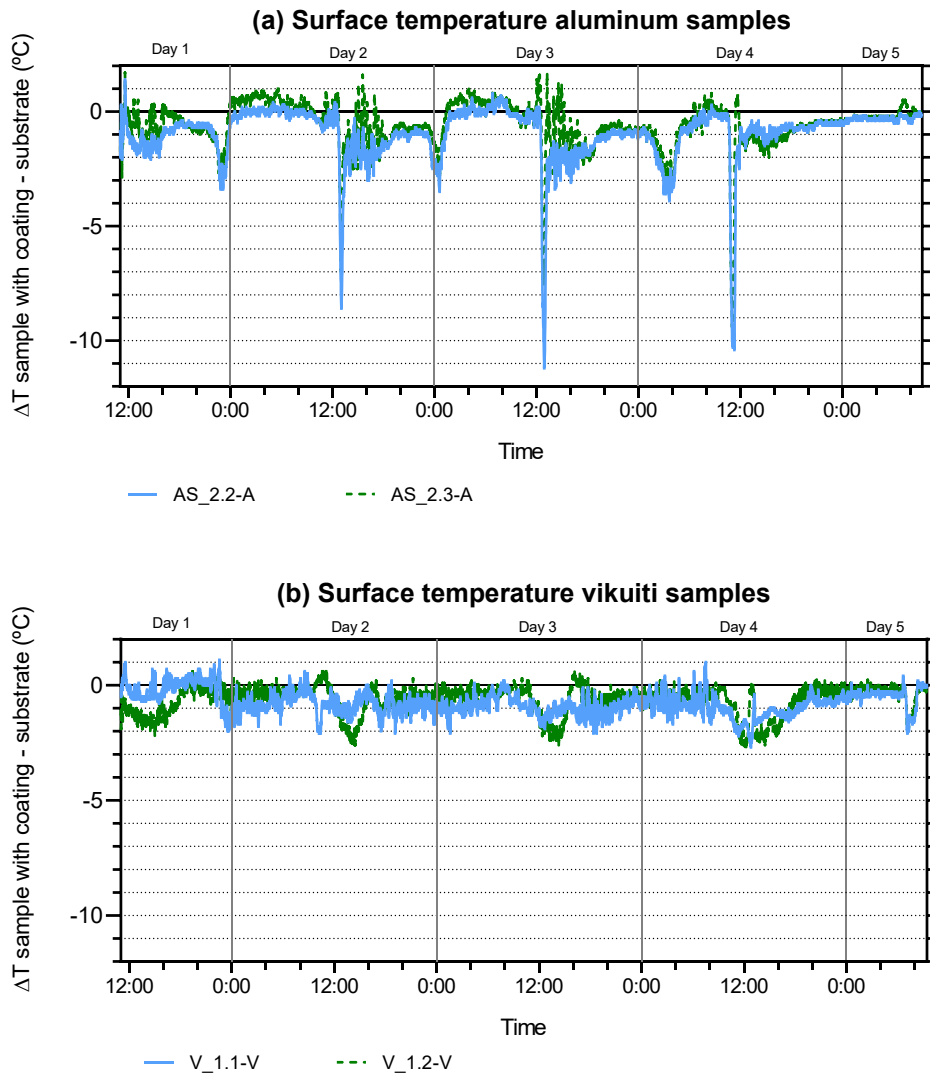 (a) Surface temperature aluminum samples
Day 1 Day 2 Day 3 Day 4 Day 5
ΔT sample with coating - substrate (ºC)
0
-5
-10
12:00 0:00 12:00 0:00 12:00 0:00 12:00 0:00
Time
AS_2.2-A AS_2.3-A
(b) Surface temperature vikuiti samples
Day 1 Day 2 Day 3 Day 4 Day 5
ΔT sample with coating - substrate (ºC)
0
-5
-10
12:00 0:00 12:00 0:00 12:00 0:00 12:00 0:00
Time
V_1.1-V V_1.2-V